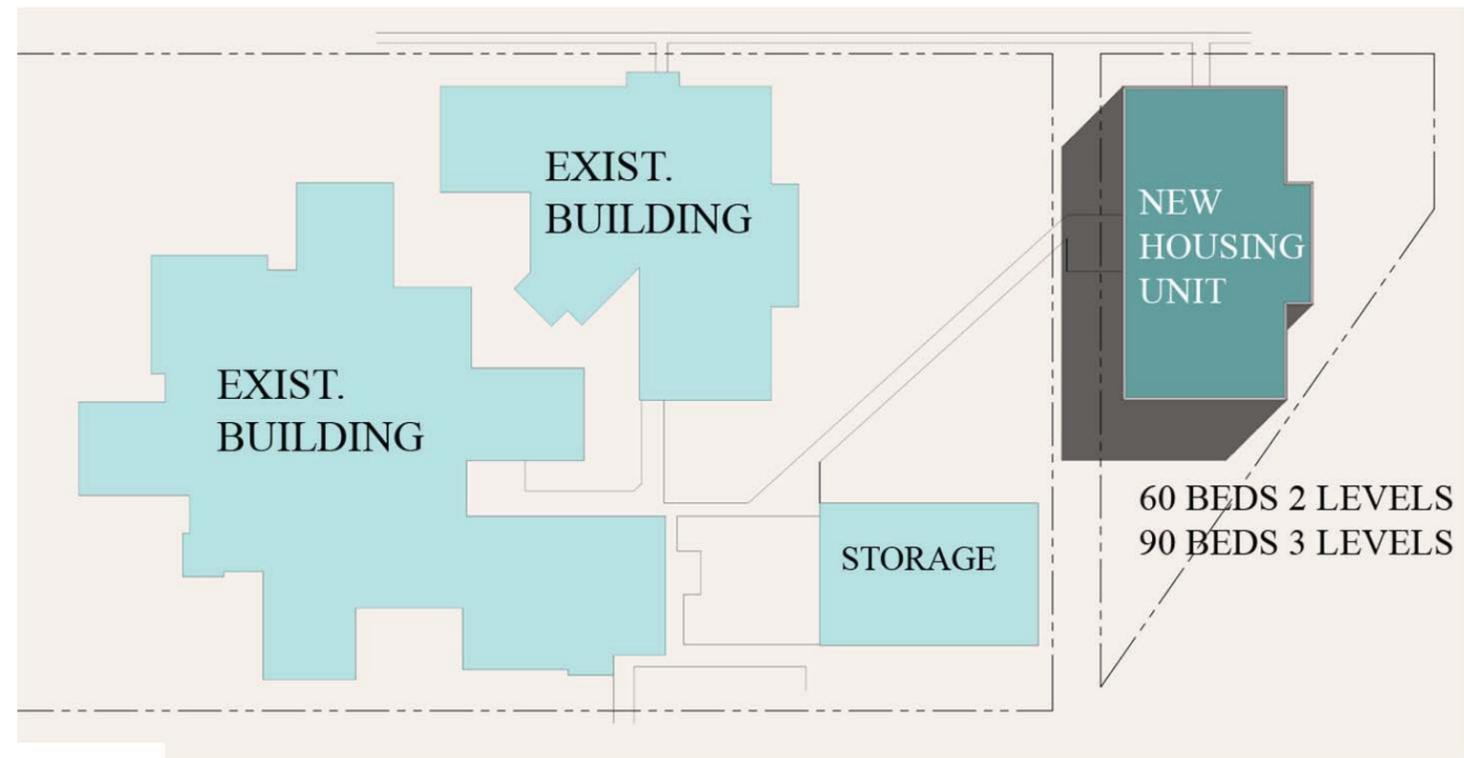 EXIST.
BUILDING
EXIST.
BUILDING
NEW
HOUSING
UNIT
STORAGE
60 BEDS 2 LEVELS
90 BEDS 3 LEVELS